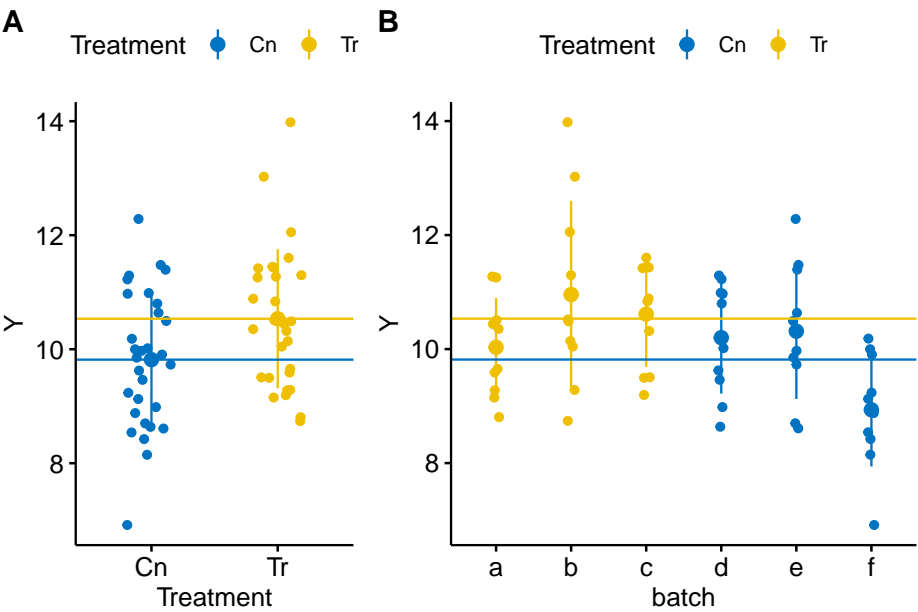 A
Treatment Cn Tr
Y
14
12
10
8
Cn Tr
Treatment
B
Treatment Cn Tr
Y
14
12
10
8
a b c d e f
batch